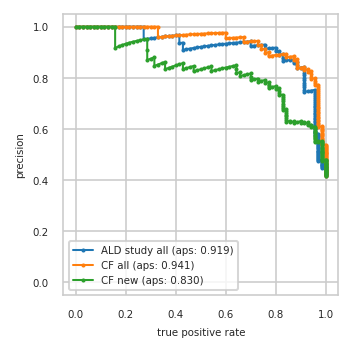 1.0
0.8
0.6
0.4
0.2
0.0
precision
ALD study all (aps: 0.919)
CF all (aps: 0.941)
CF new (aps: 0.830)
0.0 0.2 0.4 0.6 0.8 1.0
true positive rate